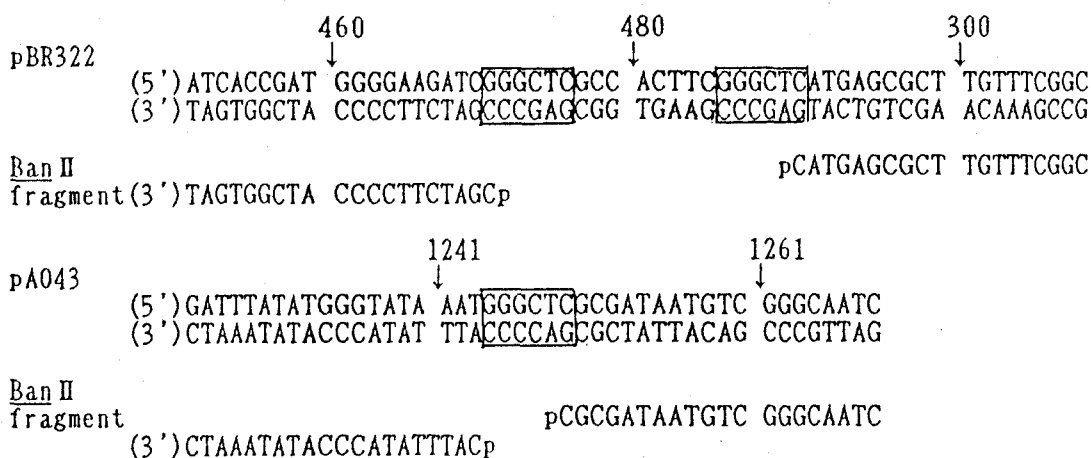 460 480 300
↓ ↓ ↓
pBR322
(5')ATCACCGAT GGGGAAGATCGGGCTCGCC ACTTCGGGCTCATGAGCGCT TGTTTCGGC
(3')TAGTGGCTA CCCCTTCTAGCCCGAGCGG TGAAGCCCGAGTACTGTCGA ACAAAGCCG
Ban II pCATGAGCGCT TGTTTCGGC
fragment(3')TAGTGGCTA CCCCTTCTAGCp
1241 1261
↓ ↓
pA043
(5')GATTTATATGGGTATA AATGGGCTCGCGATAATGTC GGGCAATC
(3')CTAAATATACCCATAT TTACCCCAGCGCTATTACAG CCCGTTAG
Ban II
fragment pCGCGATAATGTC GGGCAATC
(3')CTAAATATACCCATATTTACp